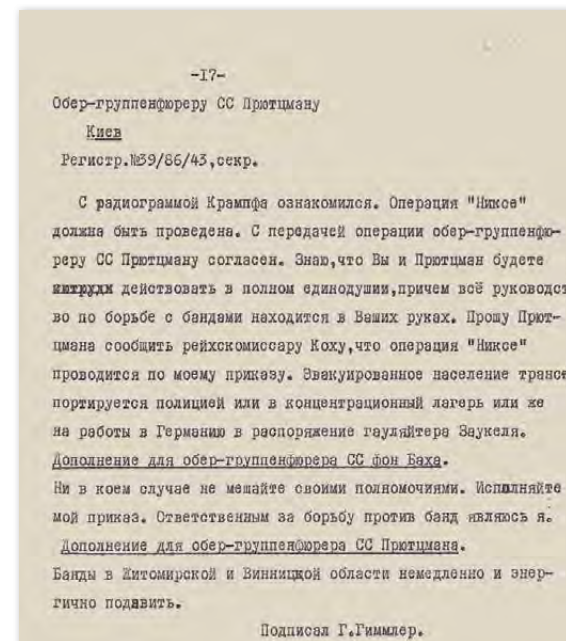 -I7-
Обер-группенфюреру СС Прютцману
Киев
Регистр.№39/86/43,секр.
С радиограммой Крампфа ознакомился. Операция "Никсе"
должна быть проведена. С передачей операции обер-группенфю-
реру СС Прютцману согласен. Знаю,что Вы и Прютцман будете
действовать в полном единодушии,причем всё руководст
во по борьбе с бандами находится в Ваших руках. Прошу Прют-
цмана сообщить рейхскомиссару Коху,что операция "Никсе"
проводится по моему приказу. Эвакуированное население транс
портируется полицией или в концентрационный лагерь или же
на работы в Германию в распоряжение гауляйтера Заукеля.
Дополнение для обер-группенфюрера СС фон Баха.
Ни в коем случае не мешайте своими полномочиями. Исполняйте
мой приказ. Ответственным за борьбу против банд являюсь я.
Дополнение для обер-группенфюрера СС Прютцмана.
Банды в Житомирской и Винницкой области немедленно и энер-
гично подавить.
Подписал Г.Гиммлер.